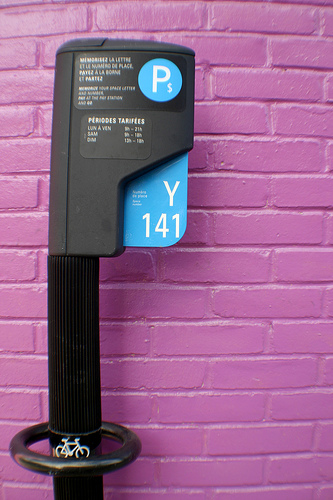 MÉMORISEZ LA LETTRE
ET LE NUMÉRO DE PLACE,
PAYEZ À LA BORNE
ET PARTEZ
MEMORIZE YOUR SPACE LETTER
AND NUMBER,
PAY AT THE PAY STATION
AND GO
P$
PÉRIODES TARIFÉES
LUN À VEN 9h - 21h
SAM 9h - 18h
DIM 13h - 18h
Y
141